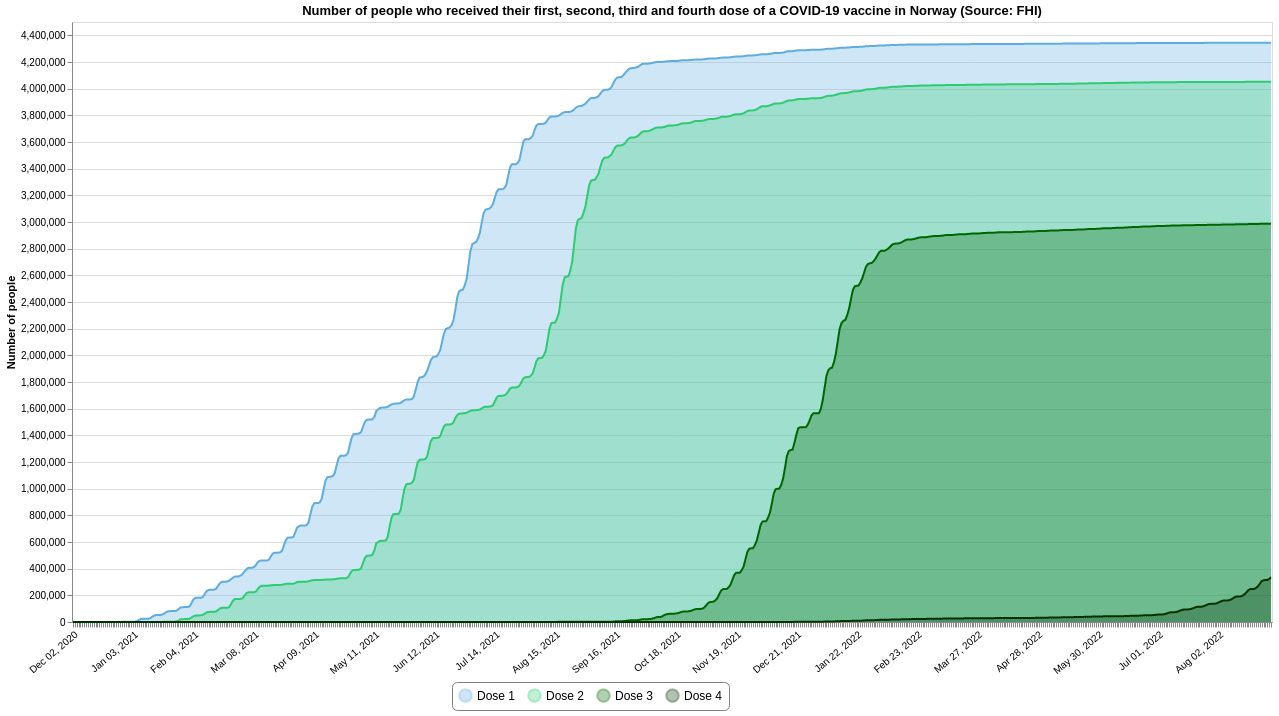 Number of people who received their first, second, third and fourth dose of a COVID-19 vaccine in Norway (Source: FHI)
Number of people
4,400,000
4,200,000
4,000,000
3,800,000
3,600,000
3,400,000
3,200,000
3,000,000
2,800,000
2,600,000
2,400,000
2,200,000
2,000,000
1,800,000
1,600,000
1,400,000
1,200,000
1,000,000
800,000
600,000
400,000
200,000
0
Dec 02, 2020
Jan 03, 2021
Feb 04, 2021
Mar 08, 2021
Apr 09, 2021
May 11, 2021
Jun 12, 2021
Jul 14, 2021
Aug 15, 2021
Sep 16, 2021
Oct 18, 2021
Nov 19, 2021
Dec 21, 2021
Jan 22, 2022
Feb 23, 2022
Mar 27, 2022
Apr 28, 2022
May 30, 2022
Jul 01, 2022
Aug 02, 2022
Dose 1
Dose 2
Dose 3
Dose 4